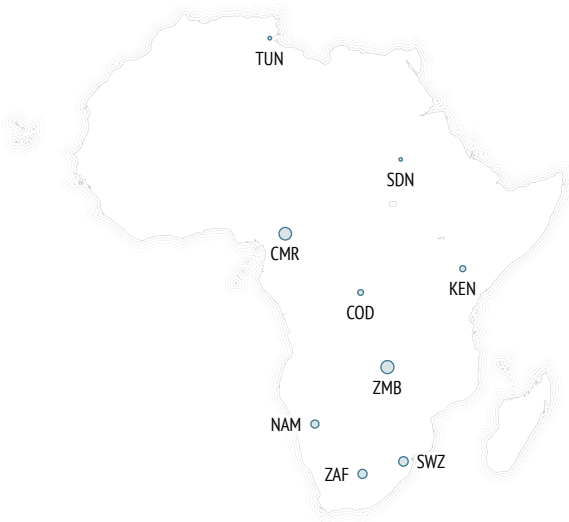 TUN
SDN
CMR
KEN
COD
ZMB
NAM
SWZ
ZAF